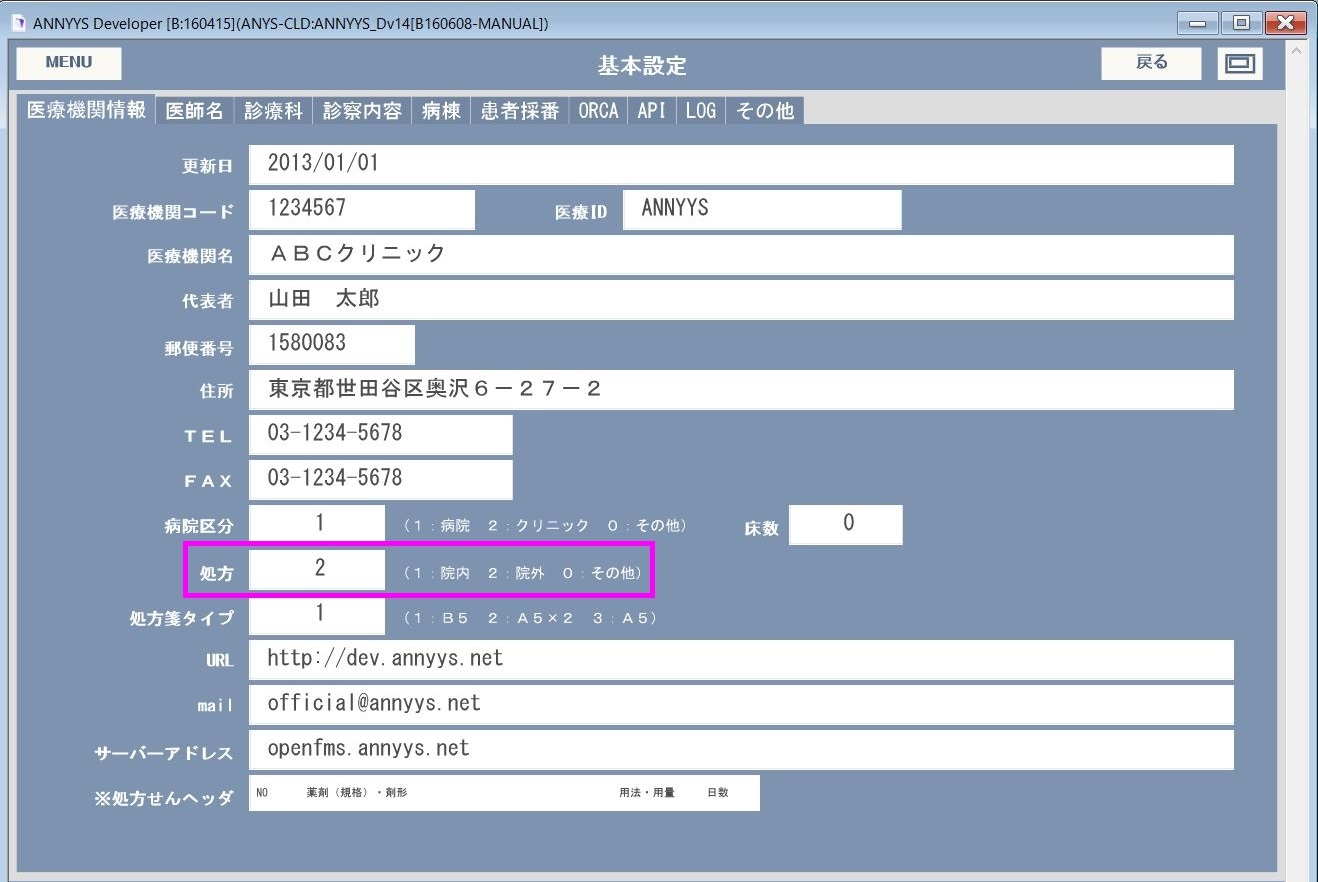 ANNYYS Developer [B:160415](ANYS-CLD:ANNYYS_Dv14[B160608-MANUAL])
MENU 基本設定 戻る
医療機関情報 医師名 診療科 診察内容 病棟 患者採番 ORCA API LOG その他
更新日 2013/01/01
医療機関コード 1234567 医療ID ANNYYS
医療機関名 ＡＢＣクリニック
代表者 山田　太郎
郵便番号 1580083
住所 東京都世田谷区奥沢６－２７－２
ＴＥＬ 03-1234-5678
ＦＡＸ 03-1234-5678
病院区分 1 （１：病院　２：クリニック　０：その他） 床数 0
処方 2 （１：院内　２：院外　０：その他）
処方箋タイプ 1 （１：Ｂ５　２：Ａ５×２　３：Ａ５）
URL http://dev.annyys.net
mail official@annyys.net
サーバーアドレス openfms.annyys.net
※処方せんヘッダ NO 薬剤（規格）・剤形 用法・用量 日数